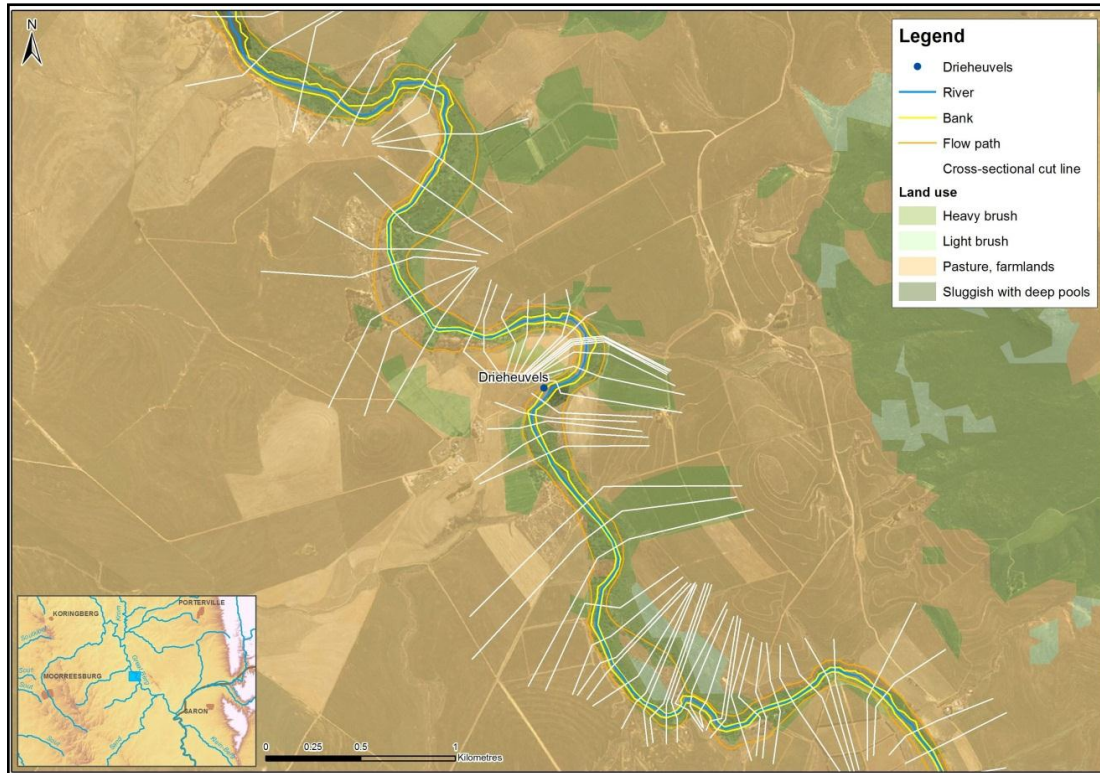 N
Legend
Drieheuvels
River
Bank
Flow path
Cross-sectional cut line
Land use
Heavy brush
Light brush
Pasture, farmlands
Sluggish with deep pools
Drieheuvels
PORTERVILLE
KORINGBERG
MOORREESBURG
SARON
0 0.25 0.5 1
Kilometres